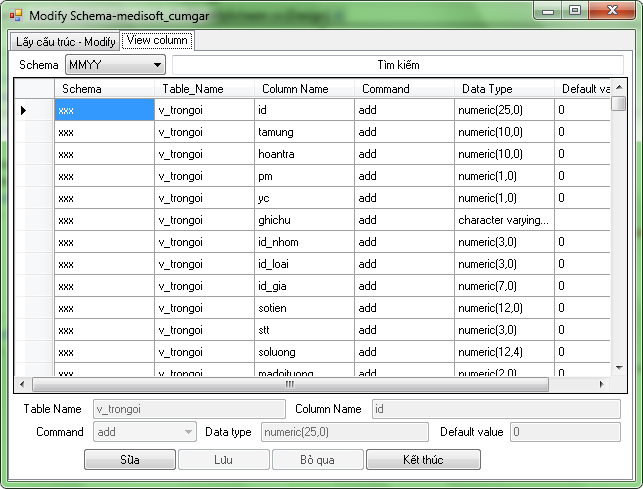 Modify Schema-medisoft_cumgar
Lấy cấu trúc - Modify View column
Schema MMYY Tìm kiếm
Schema Table_Name Column Name Command Data Type Default va
xxx v_trongoi id add numeric(25,0) 0
xxx v_trongoi tamung add numeric(10,0) 0
xxx v_trongoi hoantra add numeric(10,0) 0
xxx v_trongoi pm add numeric(1,0) 0
xxx v_trongoi yc add numeric(1,0) 0
xxx v_trongoi ghichu add character varying...
xxx v_trongoi id_nhom add numeric(3,0) 0
xxx v_trongoi id_loai add numeric(3,0) 0
xxx v_trongoi id_gia add numeric(7,0) 0
xxx v_trongoi sotien add numeric(12,0) 0
xxx v_trongoi stt add numeric(3,0) 0
xxx v_trongoi soluong add numeric(12,4) 0
xxx v_trongoi madoituong add numeric(2,0) 0
Table Name v_trongoi Column Name id
Command add Data type numeric(25,0) Default value 0
Sửa Lưu Bỏ qua Kết thúc